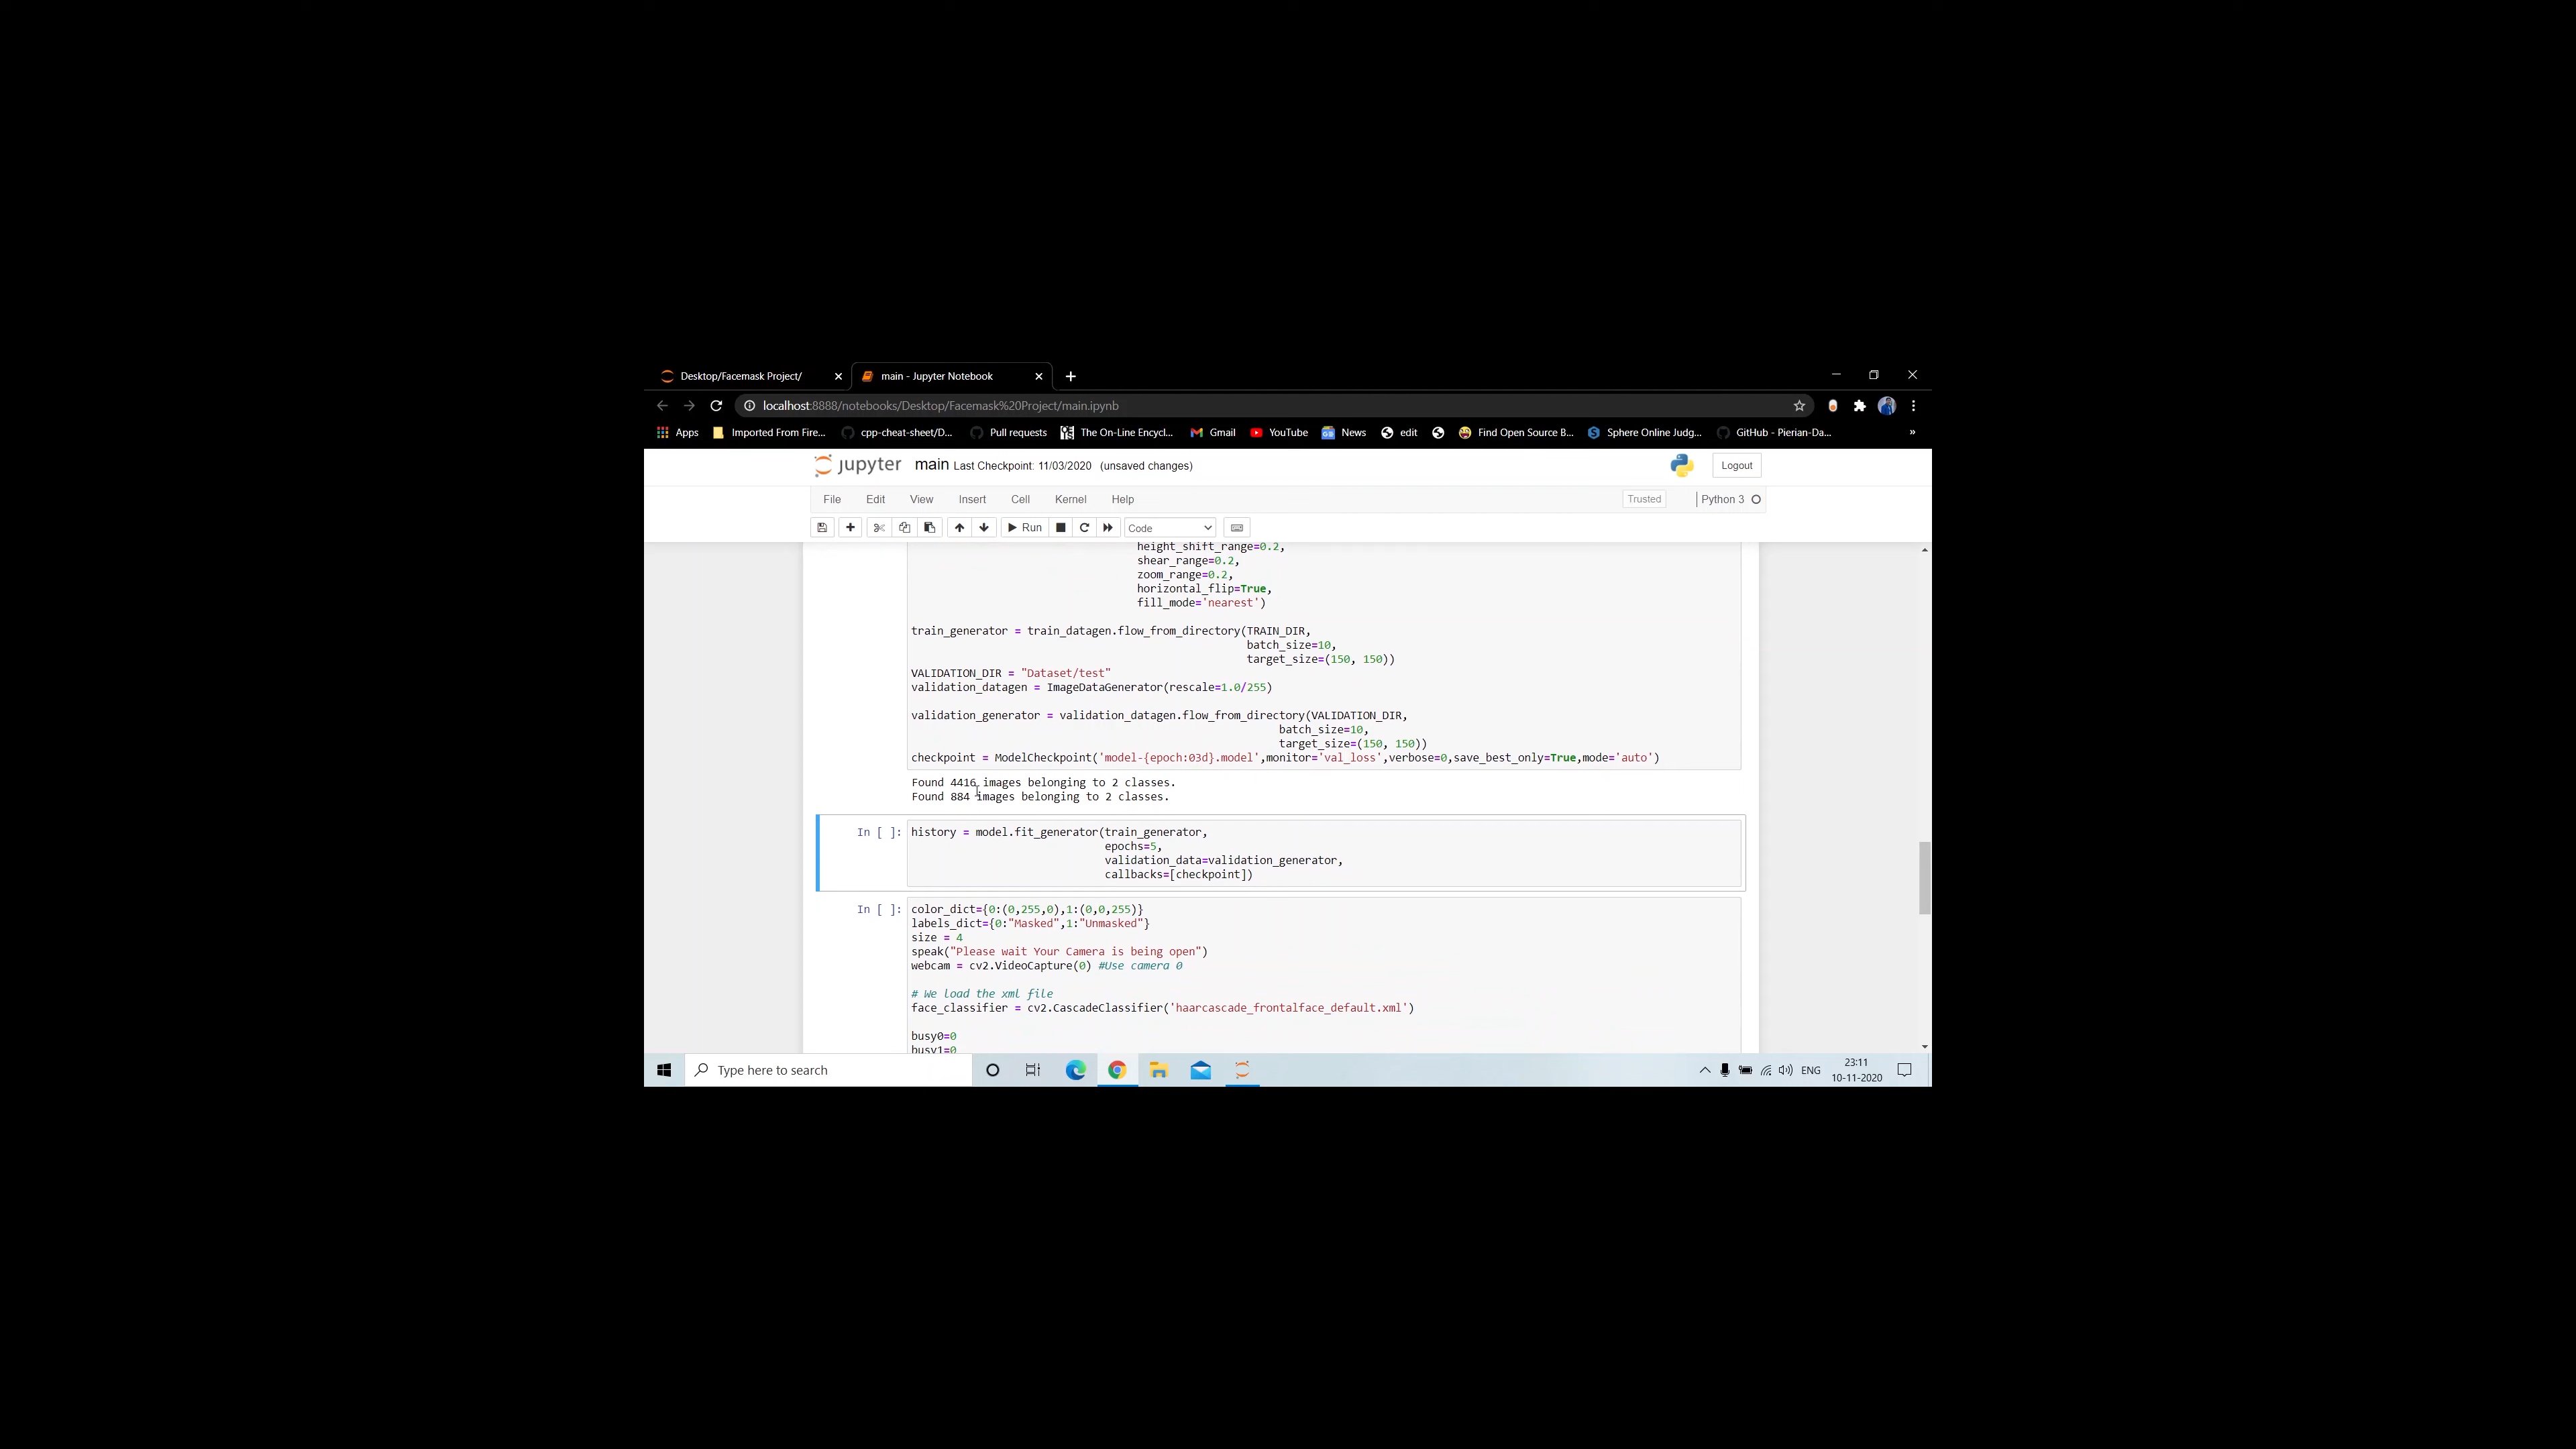 Desktop/Facemask Project/
main - Jupyter Notebook
localhost:8888/notebooks/Desktop/Facemask%20Project/main.ipynb
Apps
Imported From Fire...
cpp-cheat-sheet/D...
Pull requests
The On-Line Encycl...
Gmail
YouTube
News
edit
Find Open Source B...
Sphere Online Judg...
GitHub - Pierian-Da...
»
jupyter main Last Checkpoint: 11/03/2020 (unsaved changes)
Logout
File Edit View Insert Cell Kernel Help
Trusted
Python 3
Run
Code
height_shift_range=0.2,
shear_range=0.2,
zoom_range=0.2,
horizontal_flip=True,
fill_mode='nearest')
train_generator = train_datagen.flow_from_directory(TRAIN_DIR,
batch_size=10,
target_size=(150, 150))
VALIDATION_DIR = "Dataset/test"
validation_datagen = ImageDataGenerator(rescale=1.0/255)
validation_generator = validation_datagen.flow_from_directory(VALIDATION_DIR,
batch_size=10,
target_size=(150, 150))
checkpoint = ModelCheckpoint('model-{epoch:03d}.model',monitor='val_loss',verbose=0,save_best_only=True,mode='auto')
Found 4416 images belonging to 2 classes.
Found 884 images belonging to 2 classes.
In [ ]: history = model.fit_generator(train_generator,
epochs=5,
validation_data=validation_generator,
callbacks=[checkpoint])
In [ ]: color_dict={0:(0,255,0),1:(0,0,255)}
labels_dict={0:"Masked",1:"Unmasked"}
size = 4
speak("Please wait Your Camera is being open")
webcam = cv2.VideoCapture(0) #Use camera 0
# We load the xml file
face_classifier = cv2.CascadeClassifier('haarcascade_frontalface_default.xml')
busy0=0
busy1=0
Type here to search
ENG
23:11
10-11-2020